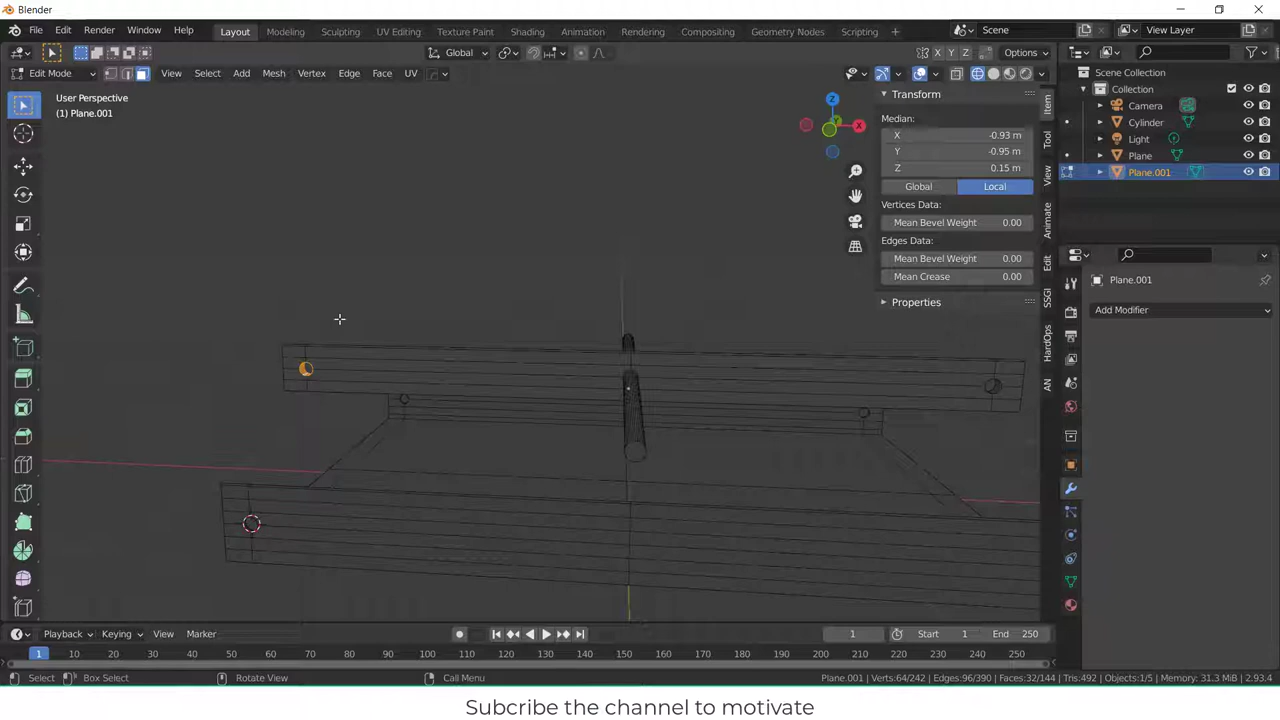 Blender
File Edit Render Window Help Layout Modeling Sculpting UV Editing Texture Paint Shading Animation Rendering Compositing Geometry Nodes Scripting + Scene View Layer
Global X Y Z Options
Edit Mode View Select Add Mesh Vertex Edge Face UV
User Perspective
(1) Plane.001
Z
X
Transform
Median:
X -0.93 m
Y -0.95 m
Z 0.15 m
Global Local
Vertices Data:
Mean Bevel Weight 0.00
Edges Data:
Mean Bevel Weight 0.00
Mean Crease 0.00
Properties
Item
Tool
View
Animate
Edit
SSGI
HardOps
AN
Scene Collection
Collection
Camera
Cylinder
Light
Plane
Plane.001
Plane.001
Add Modifier
Playback Keying View Marker 1 Start 1 End 250
1 10 20 30 40 50 60 70 80 90 100 110 120 130 140 150 160 170 180 190 200 210 220 230 240 250
Select Box Select Rotate View Call Menu Plane.001 | Verts:64/242 | Edges:96/390 | Faces:32/144 | Tris:492 | Objects:1/5 | Memory: 31.3 MiB | 2.93.4
Subcribe the channel to motivate